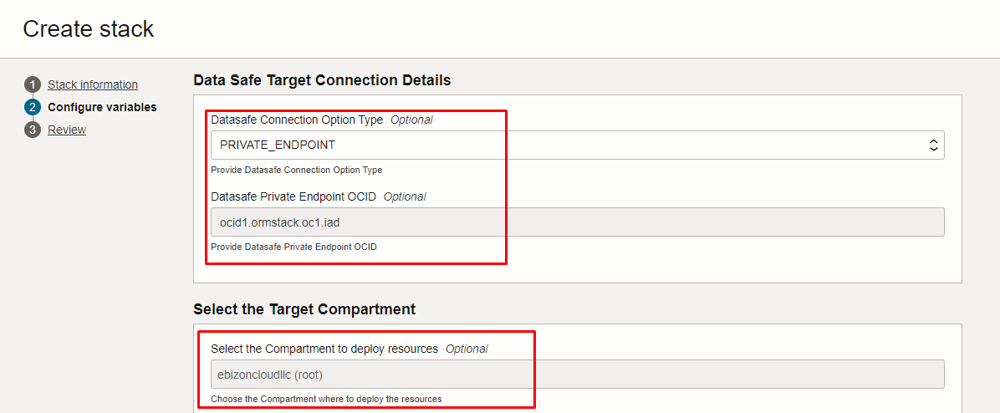 Create stack
1 Stack information
2 Configure variables
3 Review
Data Safe Target Connection Details
Datasafe Connection Option Type Optional
PRIVATE_ENDPOINT
Provide Datasafe Connection Option Type
Datasafe Private Endpoint OCID Optional
ocid1.ormstack.oc1.iad
Provide Datasafe Private Endpoint OCID
Select the Target Compartment
Select the Compartment to deploy resources Optional
ebizoncloudllc (root)
Choose the Compartment where to deploy the resources